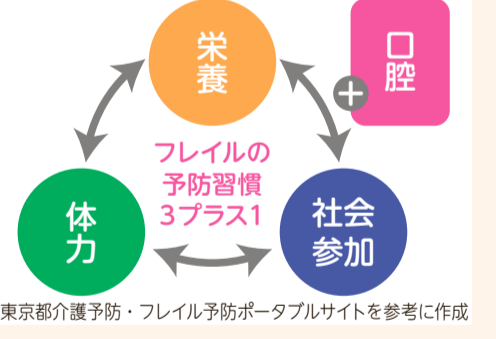 栄養
＋
口腔
フレイルの
予防習慣
3プラス1
体力
社会
参加
東京都介護予防・フレイル予防ポータブルサイトを参考に作成